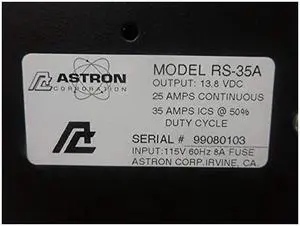 ASTRON
CORPORATION
MODEL RS-35A
OUTPUT: 13.8 VDC
25 AMPS CONTINUOUS
35 AMPS ICS @ 50%
DUTY CYCLE
SERIAL # 99080103
INPUT: 115V 60Hz 8A FUSE
ASTRON CORP. IRVINE, CA